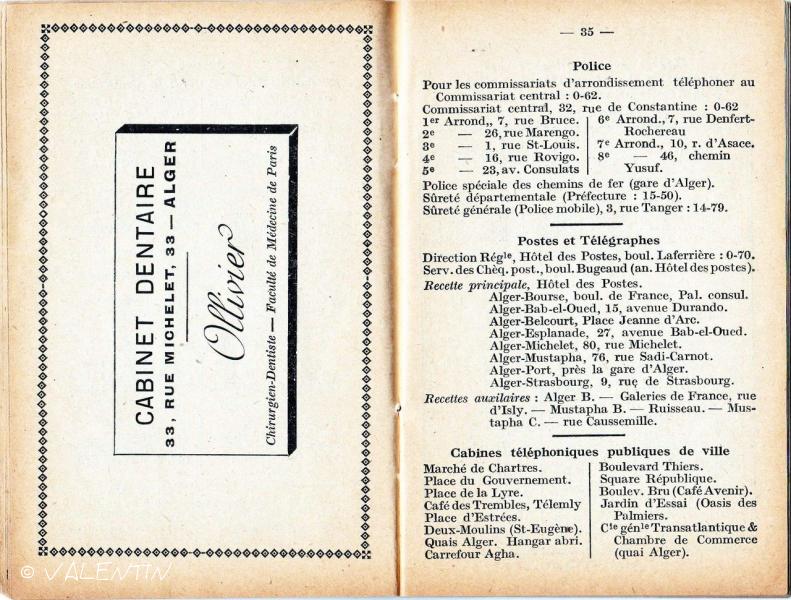 CABINET DENTAIRE
33, RUE MICHELET, 33 — ALGER
Ollivier
Chirurgien-Dentiste — Faculté de Médecine de Paris
© VALENTIN
— 35 —
Police
Pour les commissariats d'arrondissement téléphoner au
Commissariat central : 0-62.
Commissariat central, 32, rue de Constantine : 0-62
1er Arrond,, 7, rue Bruce.
2e — 26, rue Marengo.
3e — 1, rue St-Louis.
4e — 16, rue Rovigo.
5e — 23, av. Consulats
6e Arrond., 7, rue Denfert-
Rochereau
7e Arrond., 10, r. d'Asace.
8e — 46, chemin
Yusuf.
Police spéciale des chemins de fer (gare d'Alger).
Sûreté départementale (Préfecture : 15-50).
Sûreté générale (Police mobile), 3, rue Tanger : 14-79.
Postes et Télégraphes
Direction Régle, Hôtel des Postes, boul. Laferrière : 0-70.
Serv. des Chèq. post., boul. Bugeaud (an. Hôtel des postes).
Recette principale, Hôtel des Postes.
Alger-Bourse, boul. de France, Pal. consul.
Alger-Bab-el-Oued, 15, avenue Durando.
Alger-Belcourt, Place Jeanne d'Arc.
Alger-Esplanade, 27, avenue Bab-el-Oued.
Alger-Michelet, 80, rue Michelet.
Alger-Mustapha, 76, rue Sadi-Carnot.
Alger-Port, près la gare d'Alger.
Alger-Strasbourg, 9, rue de Strasbourg.
Recettes auxilaires : Alger B. — Galeries de France, rue
d'Isly. — Mustapha B. — Ruisseau. — Mus-
tapha C. — rue Caussemille.
Cabines téléphoniques publiques de ville
Marché de Chartres.
Place du Gouvernement.
Place de la Lyre.
Café des Trembles, Télemly
Place d'Estrées.
Deux-Moulins (St-Eugène).
Quais Alger. Hangar abri.
Carrefour Agha.
Boulevard Thiers.
Square République.
Boulev. Bru (Café Avenir).
Jardin d'Essai (Oasis des
Palmiers.
Cie génle Transatlantique &
Chambre de Commerce
(quai Alger).